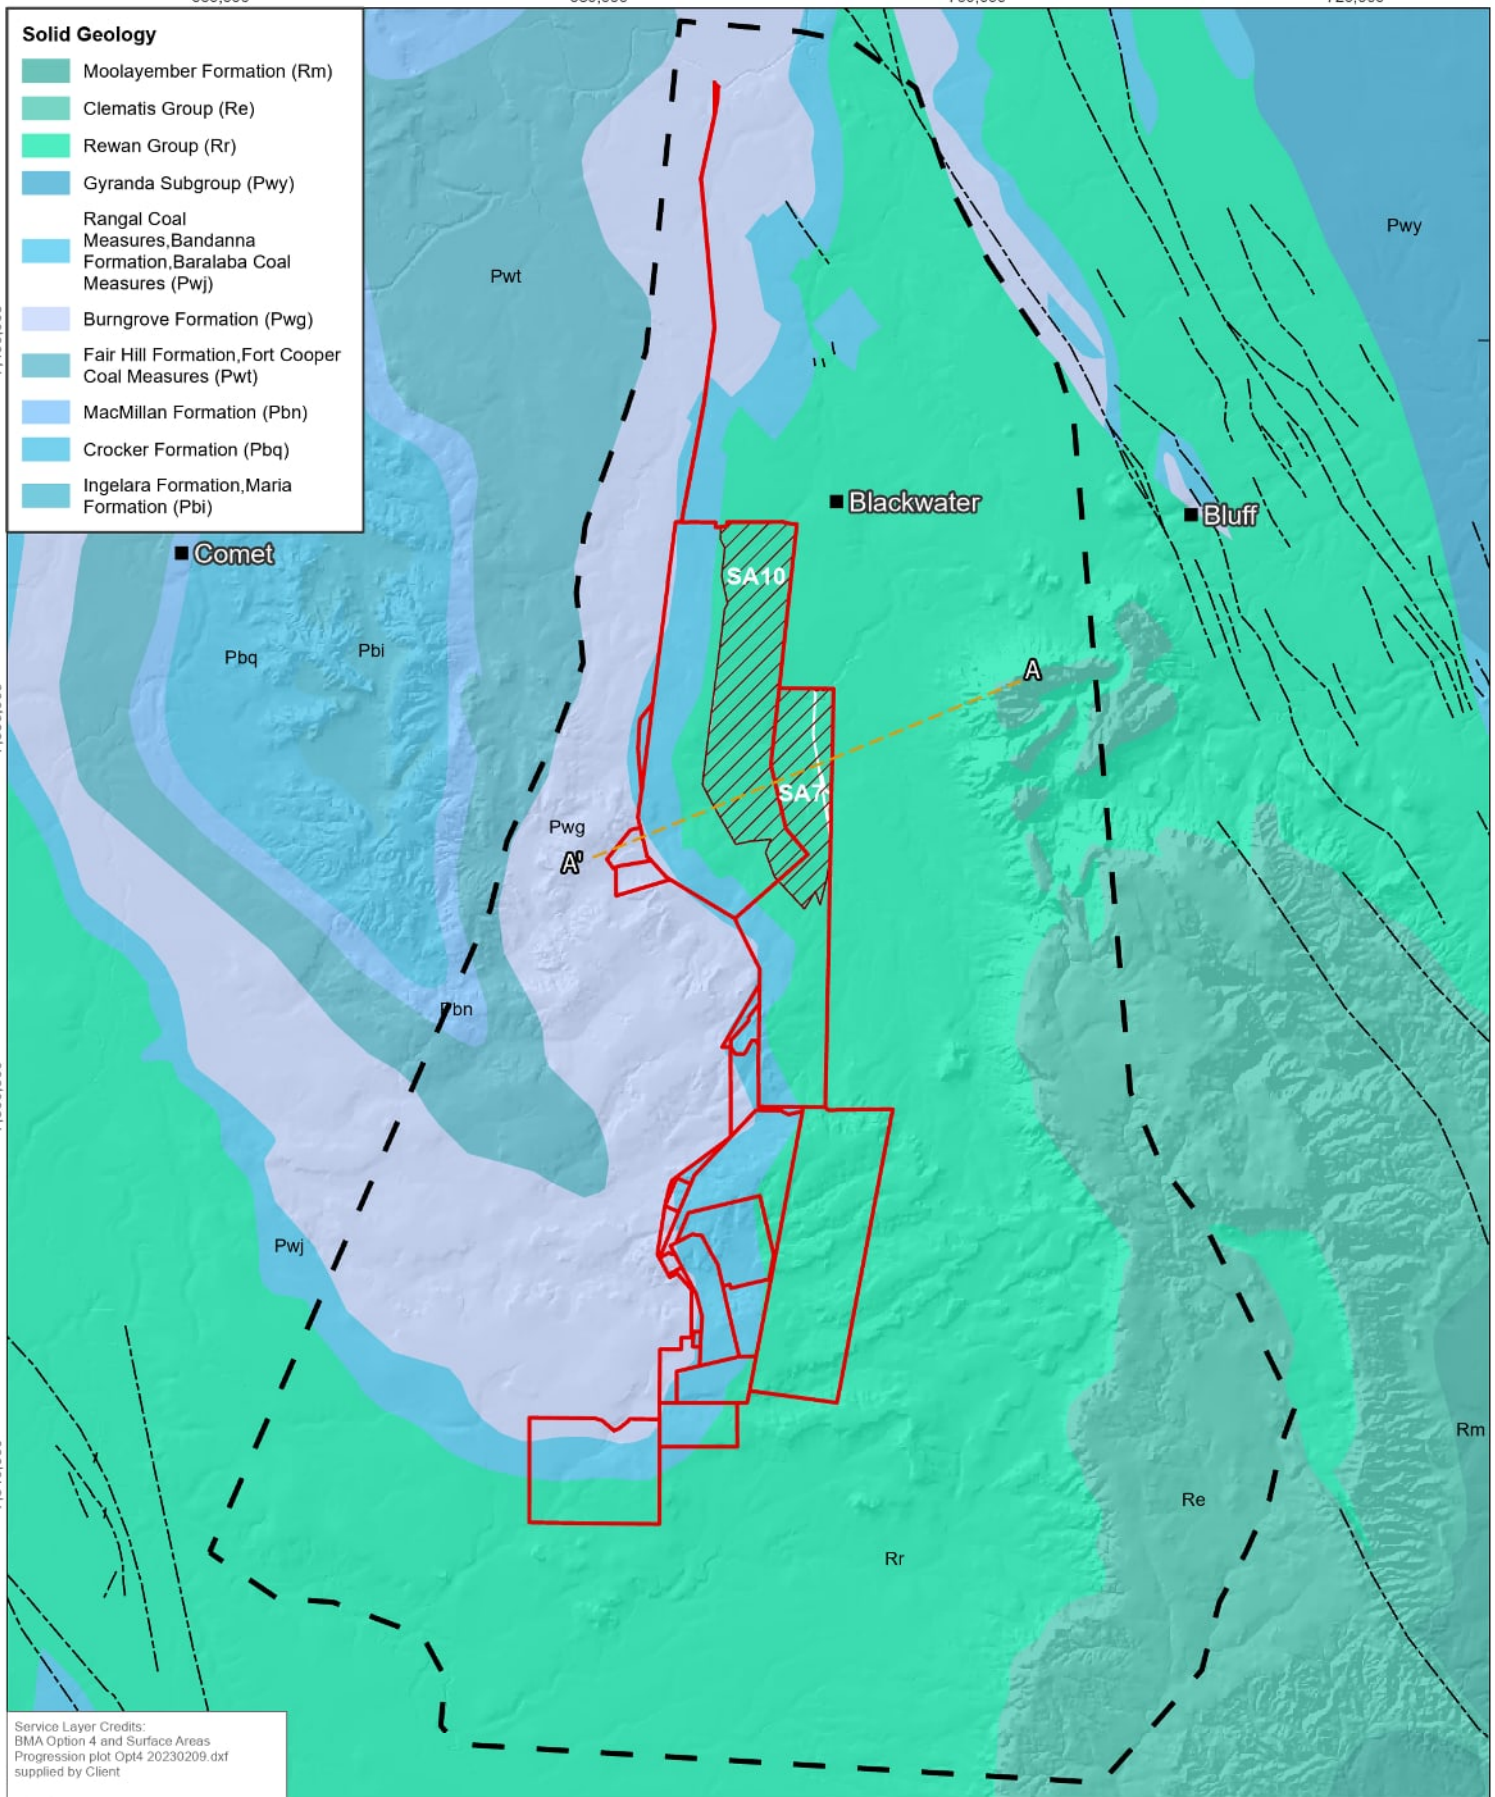 Solid Geology
Moolayember Formation (Rm)
Clematis Group (Re)
Rewan Group (Rr)
Gyranda Subgroup (Pwy)
Rangal Coal
Measures,Bandanna
Formation,Baralaba Coal
Measures (Pwj)
Burngrove Formation (Pwg)
Fair Hill Formation,Fort Cooper
Coal Measures (Pwt)
MacMillan Formation (Pbn)
Crocker Formation (Pbq)
Ingelara Formation,Maria
Formation (Pbi)
Pwy
Pwt
Blackwater
Bluff
Comet
SA10
Pbq
Pbi
A
SA7
Pwg
A'
Pbn
Pwj
Rm
Re
Rr
Service Layer Credits:
BMA Option 4 and Surface Areas
Progression plot Opt4 20230209.dxf
supplied by Client